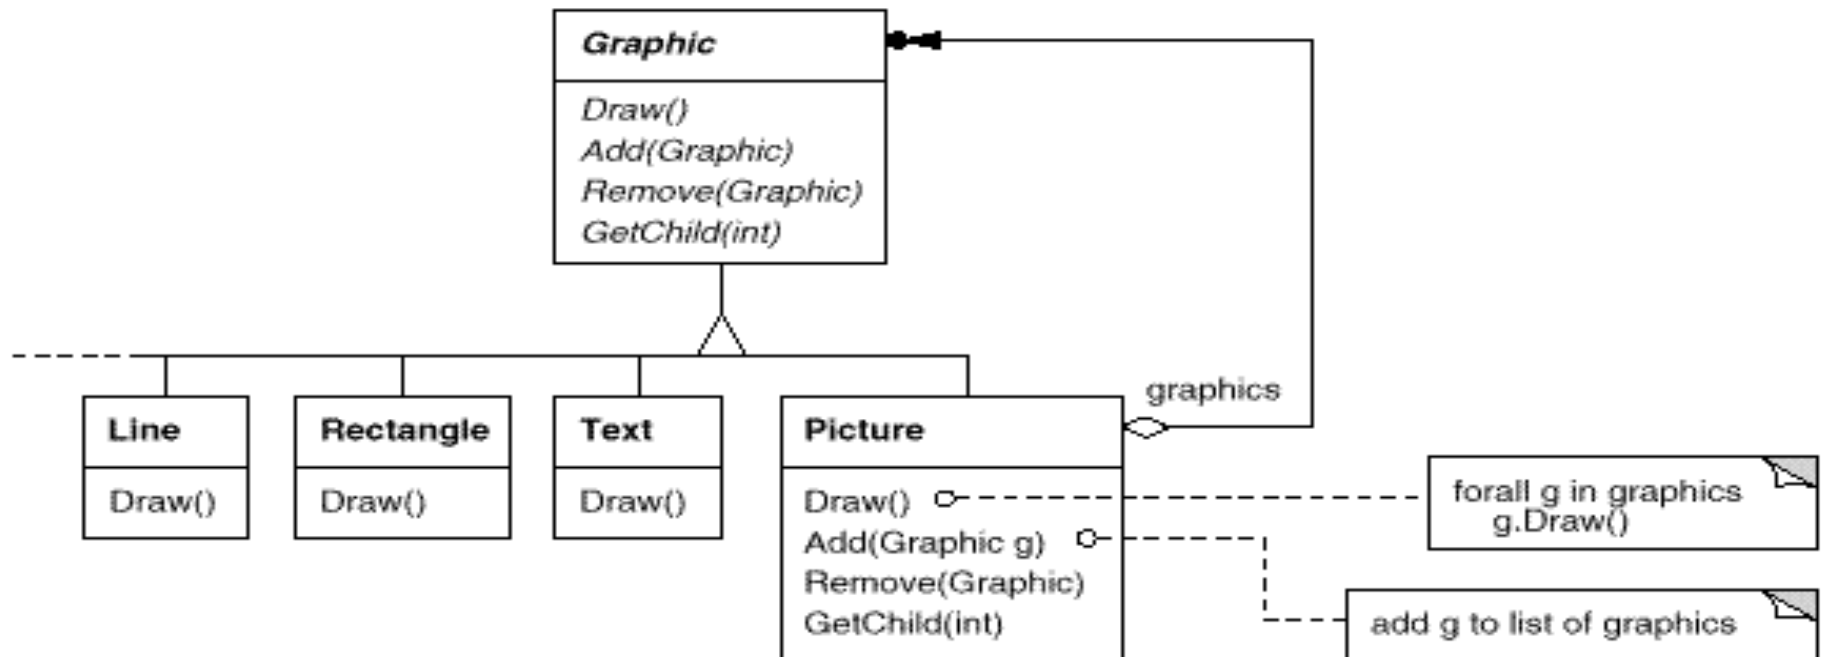 Graphic
Draw()
Add(Graphic)
Remove(Graphic)
GetChild(int)
graphics
Line
Draw()
Rectangle
Draw()
Text
Draw()
Picture
Draw()
Add(Graphic g)
Remove(Graphic)
GetChild(int)
forall g in graphics
g.Draw()
add g to list of graphics